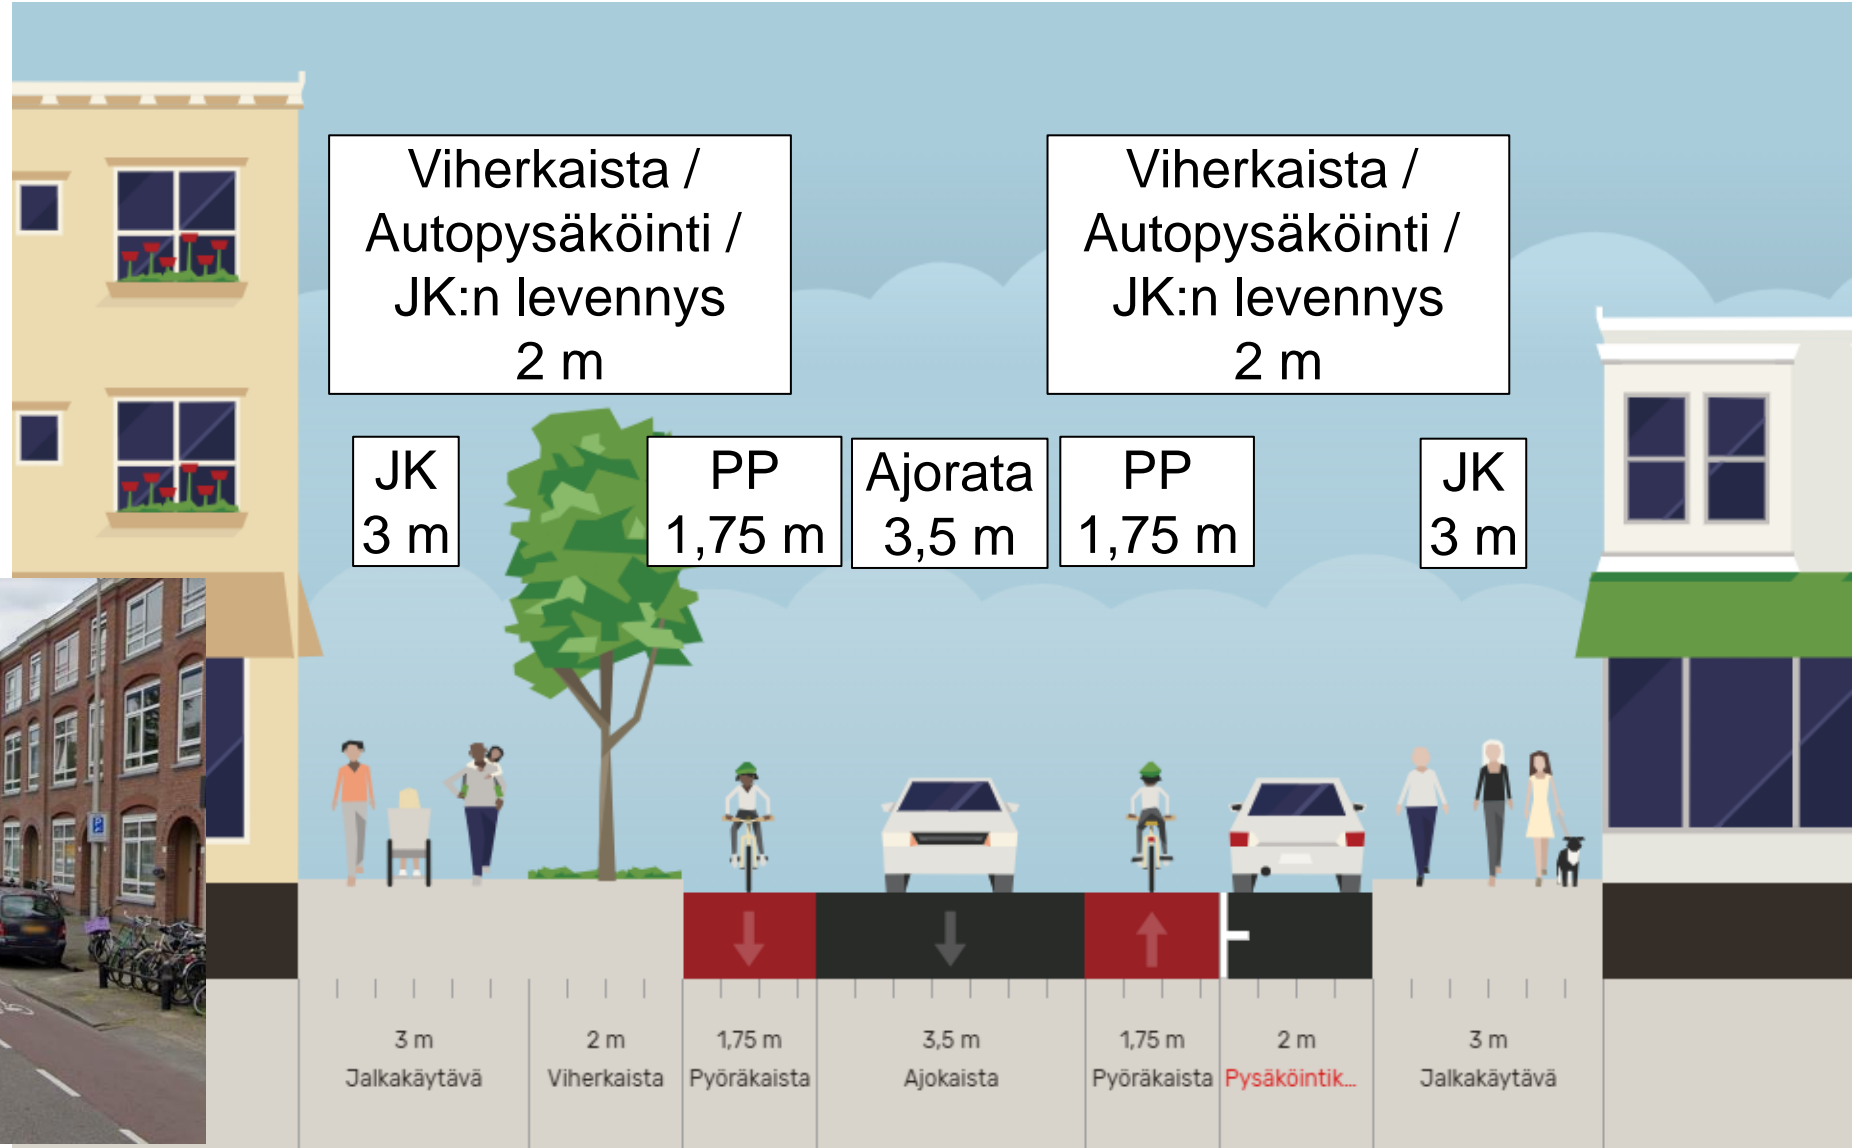 Viherkaista /
Autopysäköinti /
JK:n levennys
2 m
Viherkaista /
Autopysäköinti /
JK:n levennys
2 m
JK
3 m
PP
1,75 m
Ajorata
3,5 m
PP
1,75 m
JK
3 m
P
3 m
Jalkakäytävä
2 m
Viherkaista
1,75 m
Pyöräkaista
3,5 m
Ajokaista
1,75 m
Pyöräkaista
2 m
Pysäköintik...
3 m
Jalkakäytävä